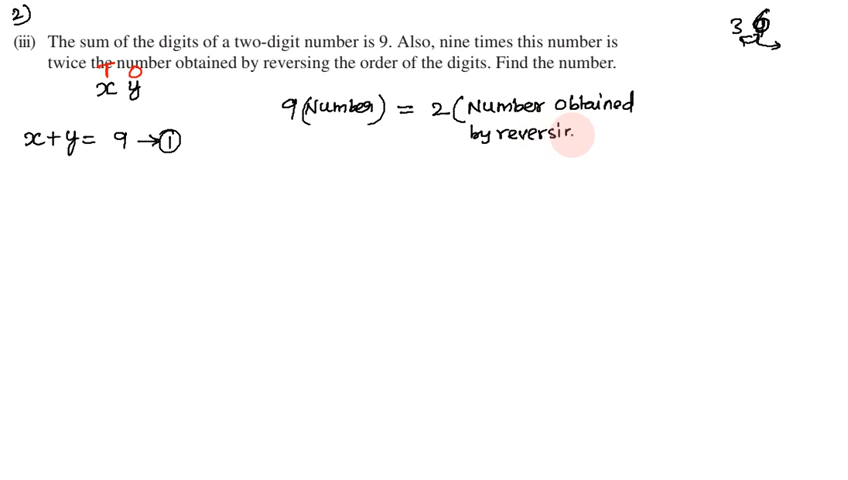 2)
(iii) The sum of the digits of a two-digit number is 9. Also, nine times this number is
twice the number obtained by reversing the order of the digits. Find the number.
T O
x y
x+y= 9 →①
9(Number) = 2(Number Obtained
by reversir.
3 6